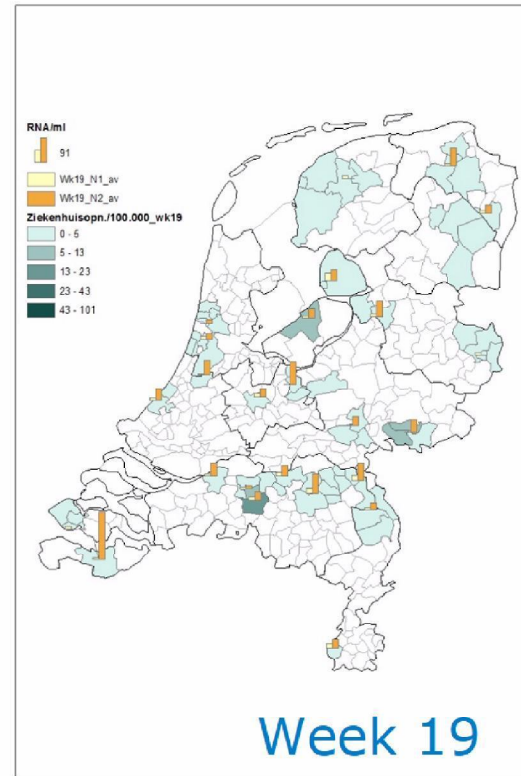 RNA/ml
91
Wk19_N1_av
Wk19_N2_av
Ziekenhuisopn./100.000_wk19
0 - 5
5 - 13
13 - 23
23 - 43
43 - 101
Week 19